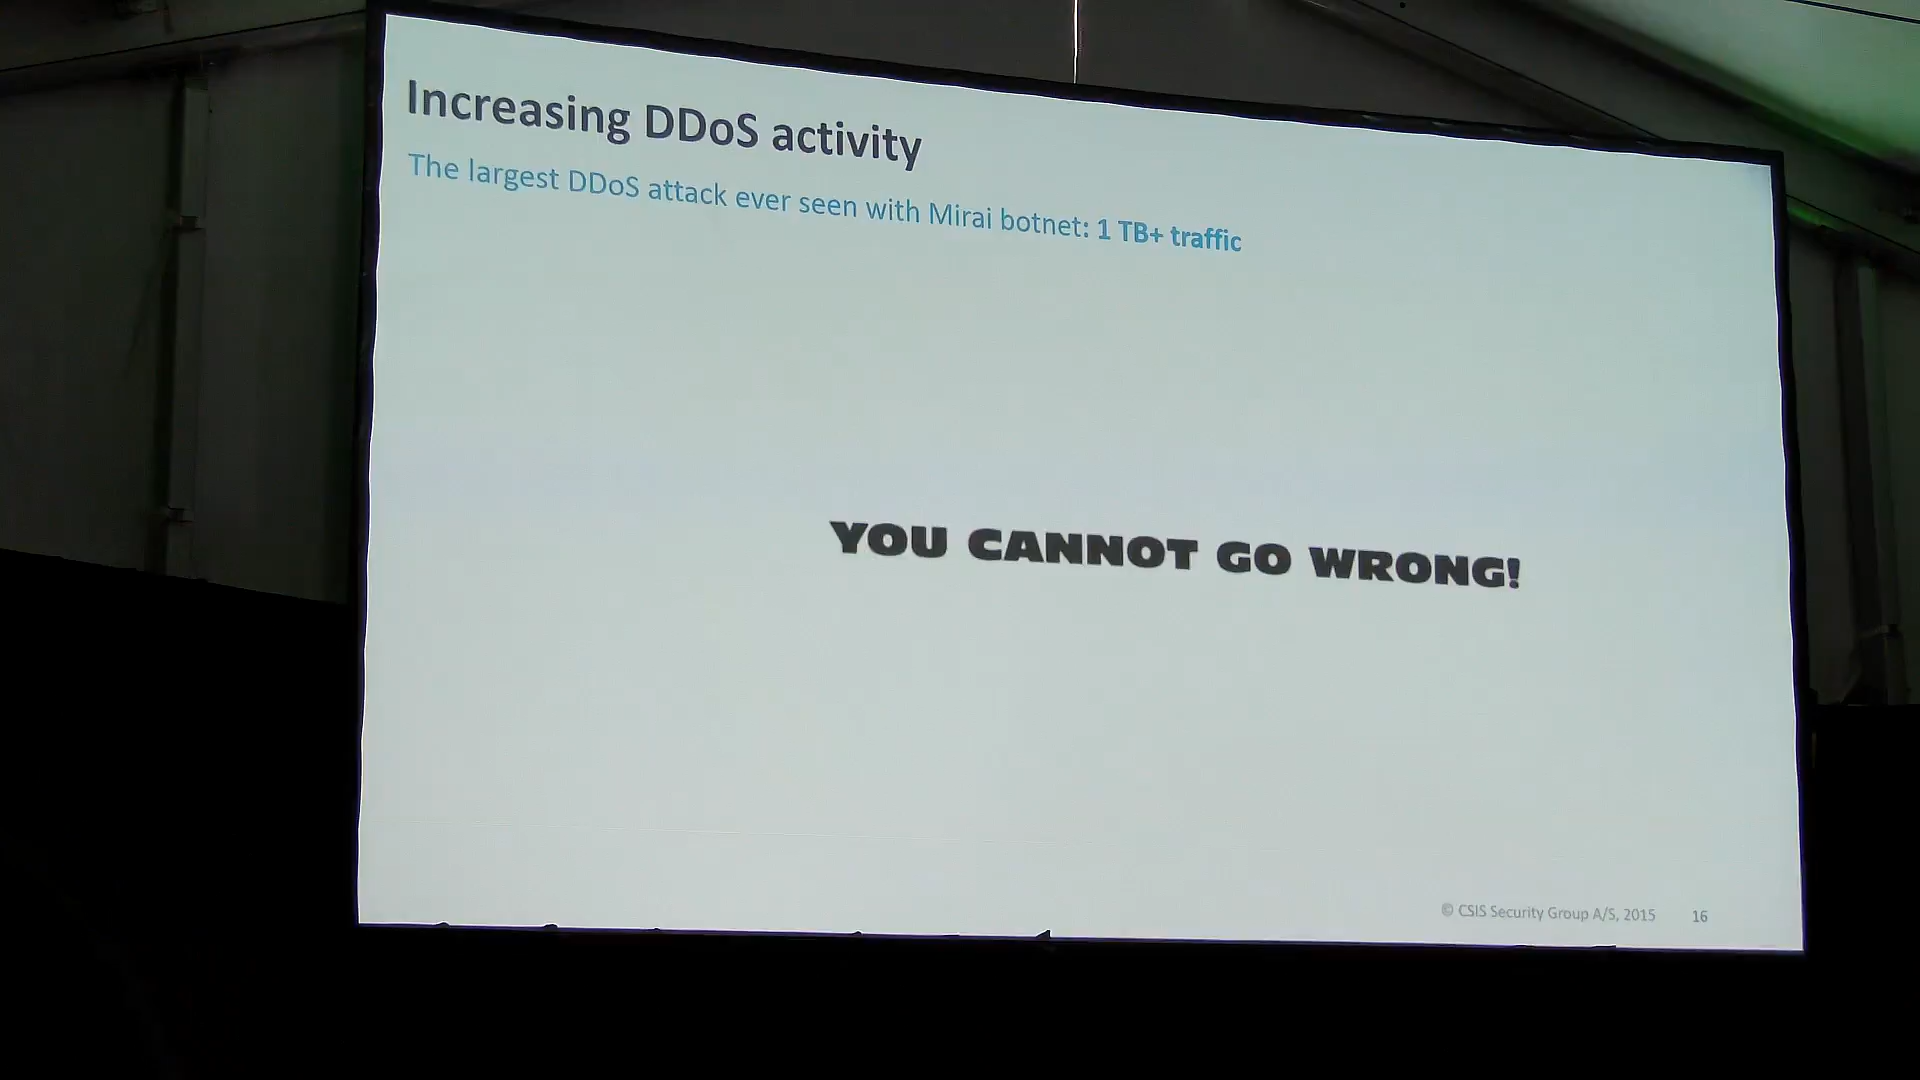 Increasing DDoS activity
The largest DDoS attack ever seen with Mirai botnet: 1 TB+ traffic
YOU CANNOT GO WRONG!
© CSIS Security Group A/S, 2015 16